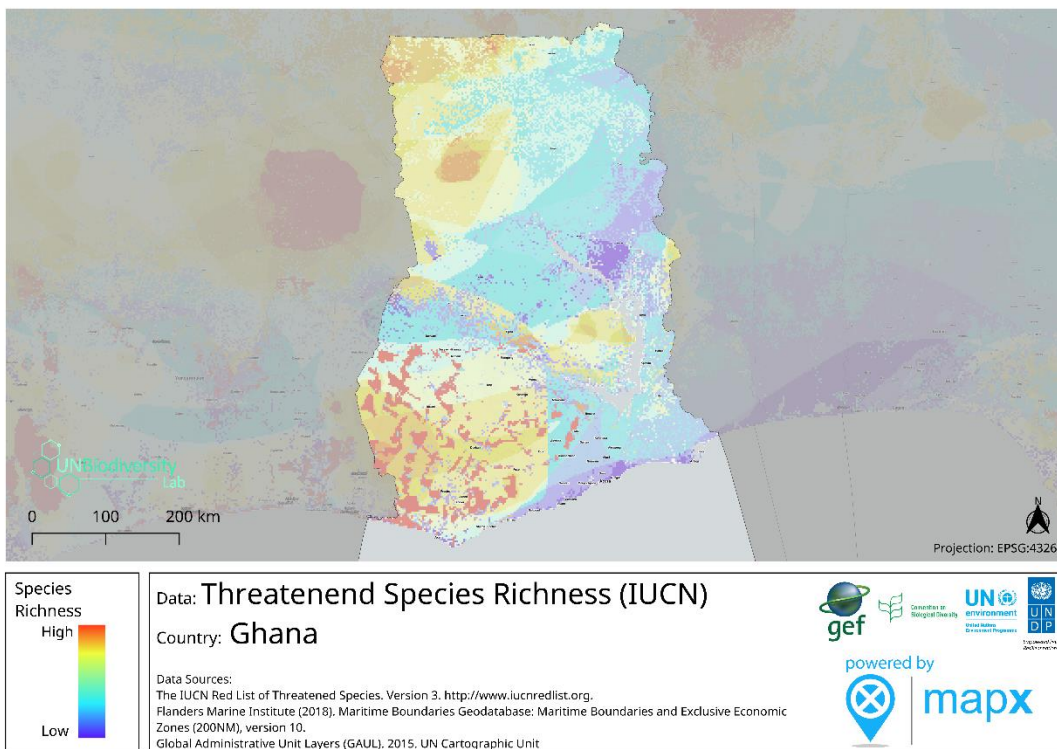 UNBiodiversity
Lab
0 100 200 km
N
Projection: EPSG:4326
Species
Richness
High
Low
Data: Threatenend Species Richness (IUCN)
Country: Ghana
Data Sources:
The IUCN Red List of Threatened Species. Version 3. http://www.iucnredlist.org.
Flanders Marine Institute (2018). Maritime Boundaries Geodatabase: Maritime Boundaries and Exclusive Economic
Zones (200NM), version 10.
Global Administrative Unit Layers (GAUL). 2015. UN Cartographic Unit
gef
Convention on
Biological Diversity
UN
environment
United Nations
Environment Programme
U N
D P
powered by
mapx